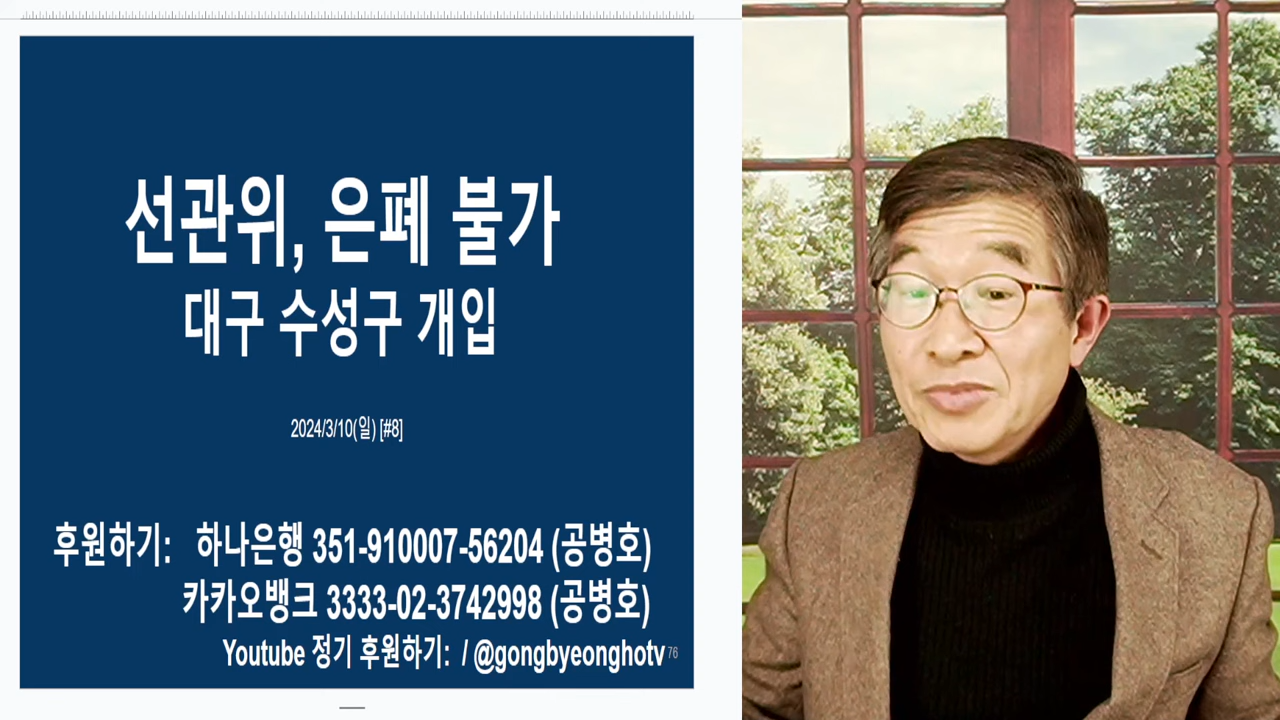 선관위, 은폐 불가
대구 수성구 개입
2024/3/10(일) [#8]
후원하기: 하나은행 351-910007-56204 (공병호)
카카오뱅크 3333-02-3742998 (공병호)
Youtube 정기 후원하기: / @gongbyeonghotv
76